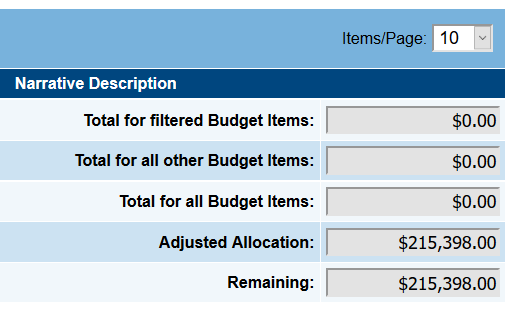 Items/Page: 10
Narrative Description
Total for filtered Budget Items: $0.00
Total for all other Budget Items: $0.00
Total for all Budget Items: $0.00
Adjusted Allocation: $215,398.00
Remaining: $215,398.00